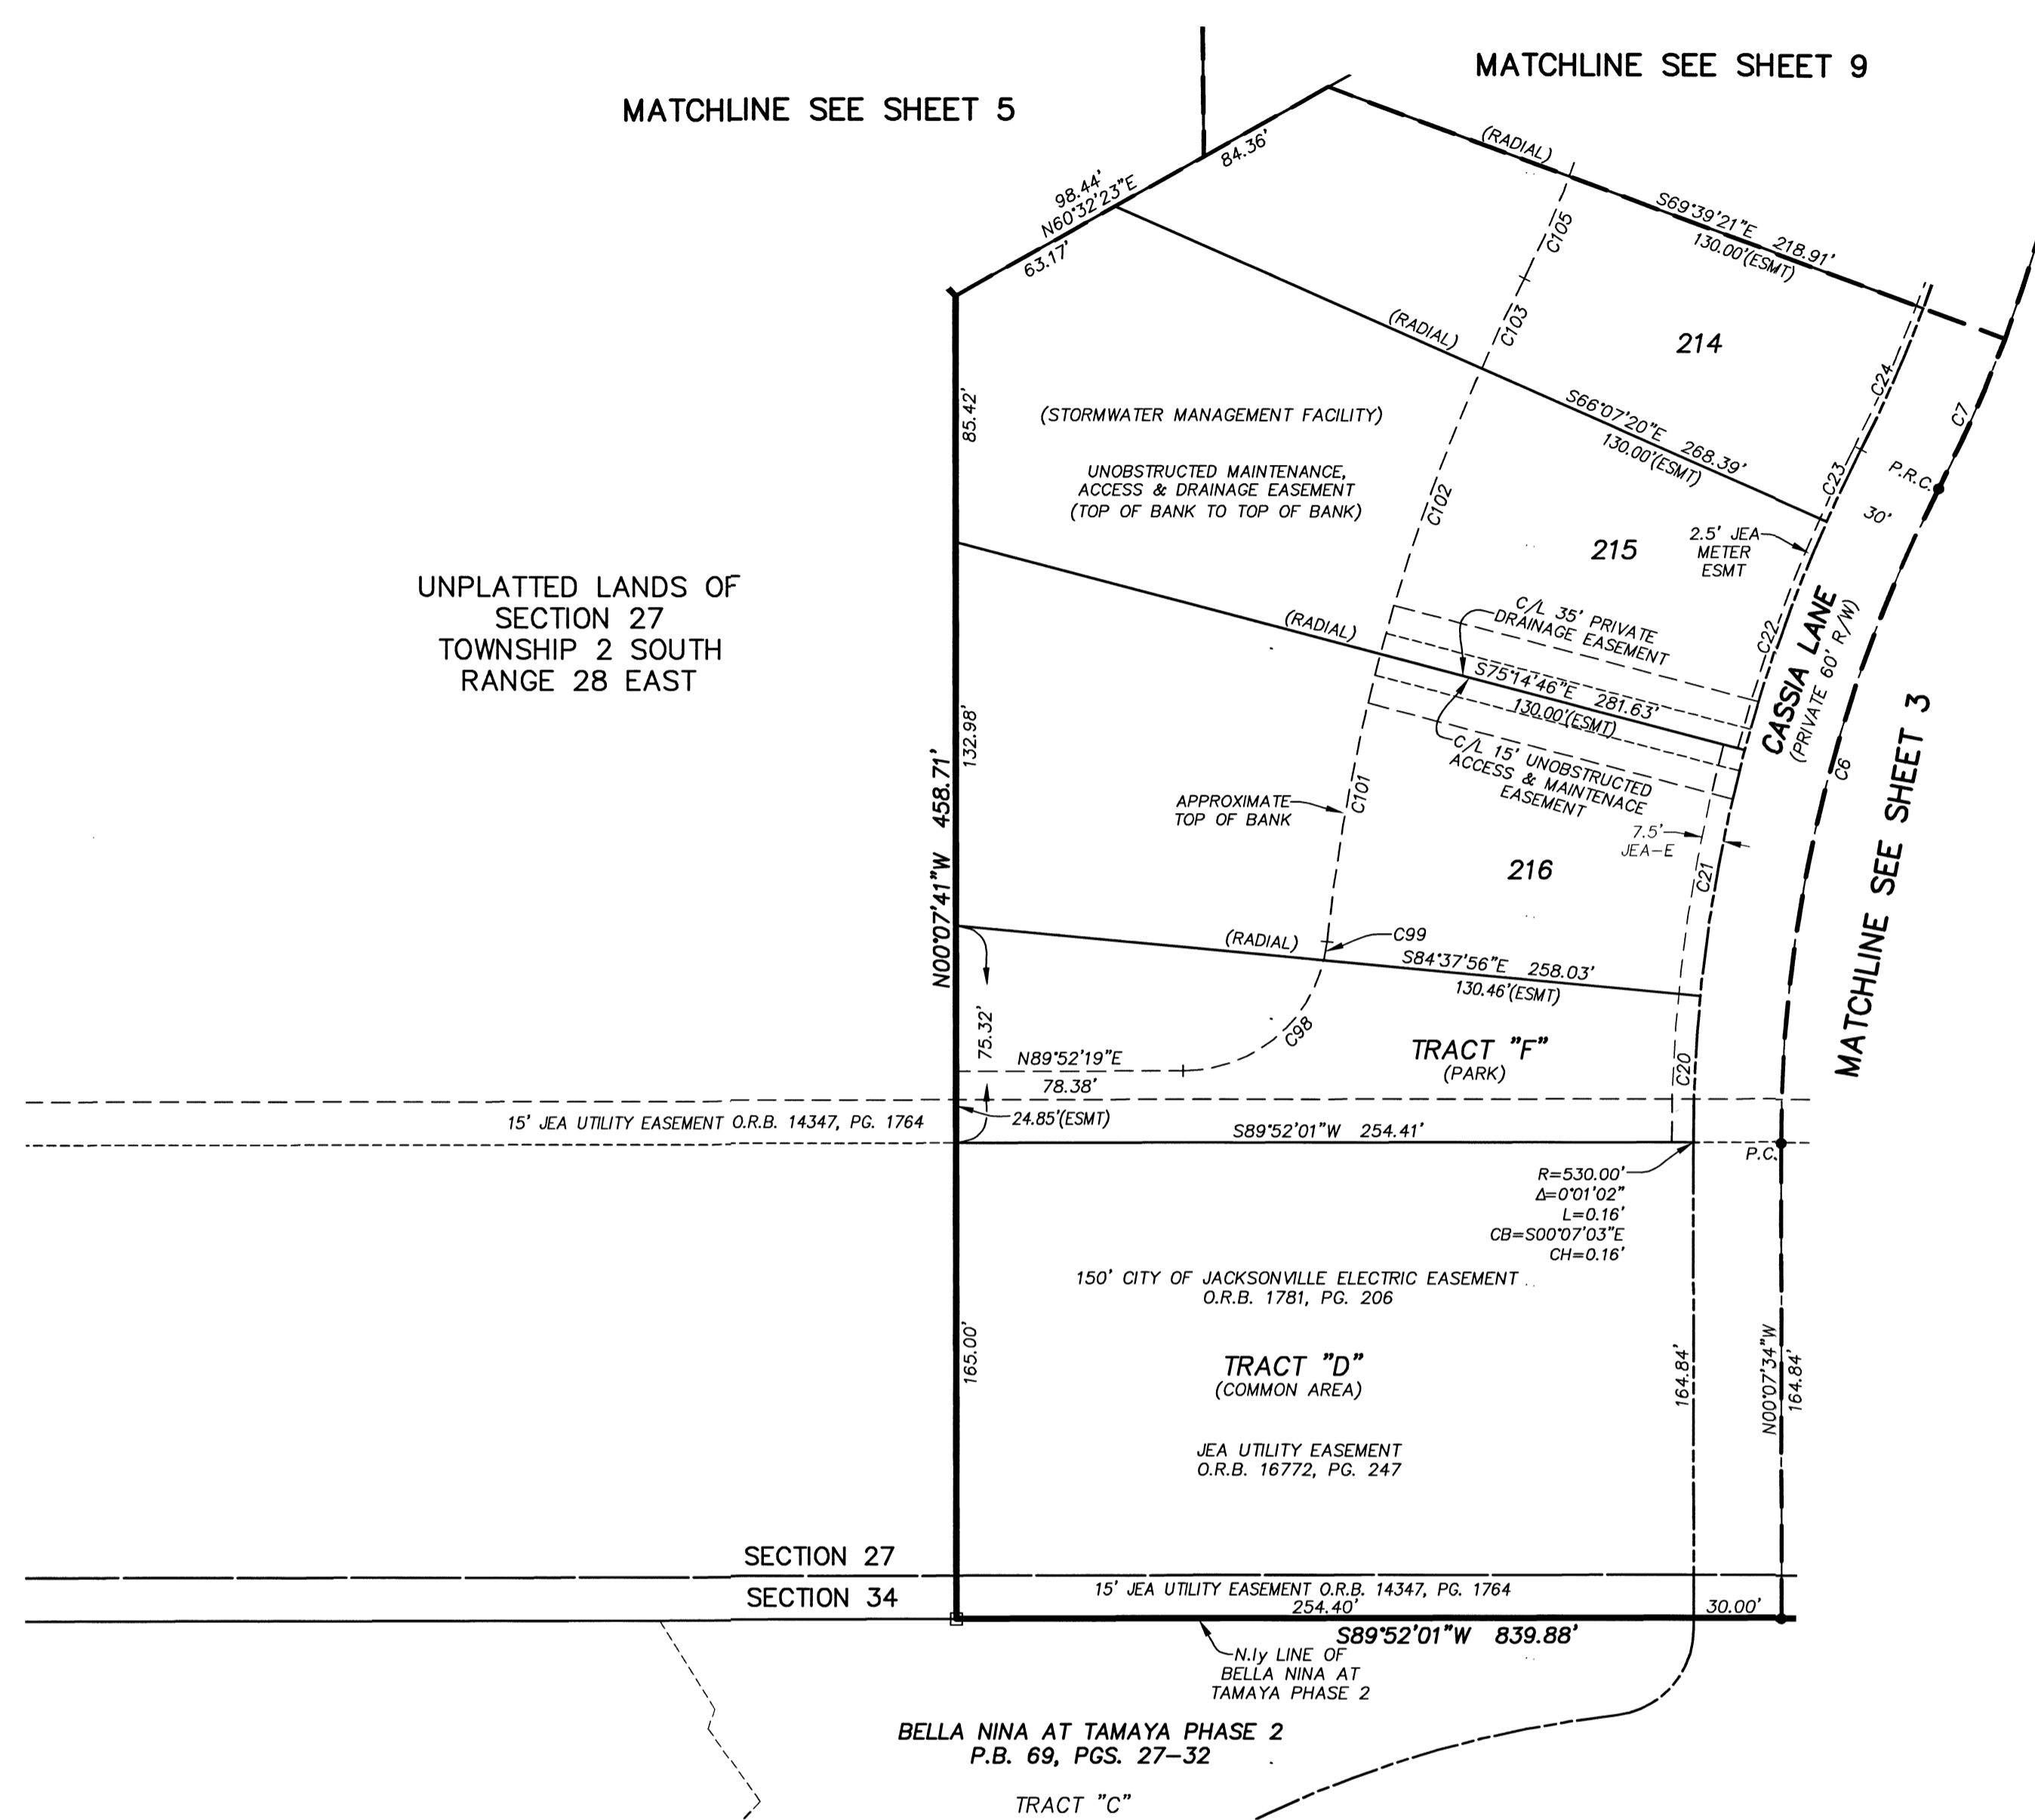 MATCHLINE SEE SHEET 9
MATCHLINE SEE SHEET 5
84.36'
98.44'
N60°32'23"E
63.17'
(RADIAL)
S69°39'21"E 218.91'
130.00'(ESMT)
C105
C103
214
C24
C7
(RADIAL)
S66°07'20"E 268.39'
130.00'(ESMT)
C23
P.R.C.
30'
85.42'
(STORMWATER MANAGEMENT FACILITY)
UNOBSTRUCTED MAINTENANCE,
ACCESS & DRAINAGE EASEMENT
(TOP OF BANK TO TOP OF BANK)
C102
215
2.5' JEA
METER
ESMT
UNPLATTED LANDS OF
SECTION 27
TOWNSHIP 2 SOUTH
RANGE 28 EAST
C/L 35' PRIVATE
DRAINAGE EASEMENT
(RADIAL)
S75°14'46"E 281.63'
130.00'(ESMT)
C22
CASSIA LANE
(PRIVATE 60' R/W)
C6
MATCHLINE SEE SHEET 3
C/L 15' UNOBSTRUCTED
ACCESS & MAINTENACE
EASEMENT
132.98'
N00°07'41"W 458.71'
APPROXIMATE
TOP OF BANK
C101
7.5'
JEA-E
216
C21
(RADIAL)
C99
S84°37'56"E 258.03'
130.46'(ESMT)
75.32'
C98
N89°52'19"E
78.38'
TRACT "F"
(PARK)
C20
15' JEA UTILITY EASEMENT O.R.B. 14347, PG. 1764
24.85'(ESMT)
S89°52'01"W 254.41'
P.C.
R=530.00'
Δ=0°01'02"
L=0.16'
CB=S00°07'03"E
CH=0.16'
150' CITY OF JACKSONVILLE ELECTRIC EASEMENT
O.R.B. 1781, PG. 206
165.00'
TRACT "D"
(COMMON AREA)
164.84'
N00°07'34"W
164.84'
JEA UTILITY EASEMENT
O.R.B. 16772, PG. 247
SECTION 27
SECTION 34
15' JEA UTILITY EASEMENT O.R.B. 14347, PG. 1764
254.40'
30.00'
S89°52'01"W 839.88'
N.ly LINE OF
BELLA NINA AT
TAMAYA PHASE 2
BELLA NINA AT TAMAYA PHASE 2
P.B. 69, PGS. 27-32
TRACT "C"